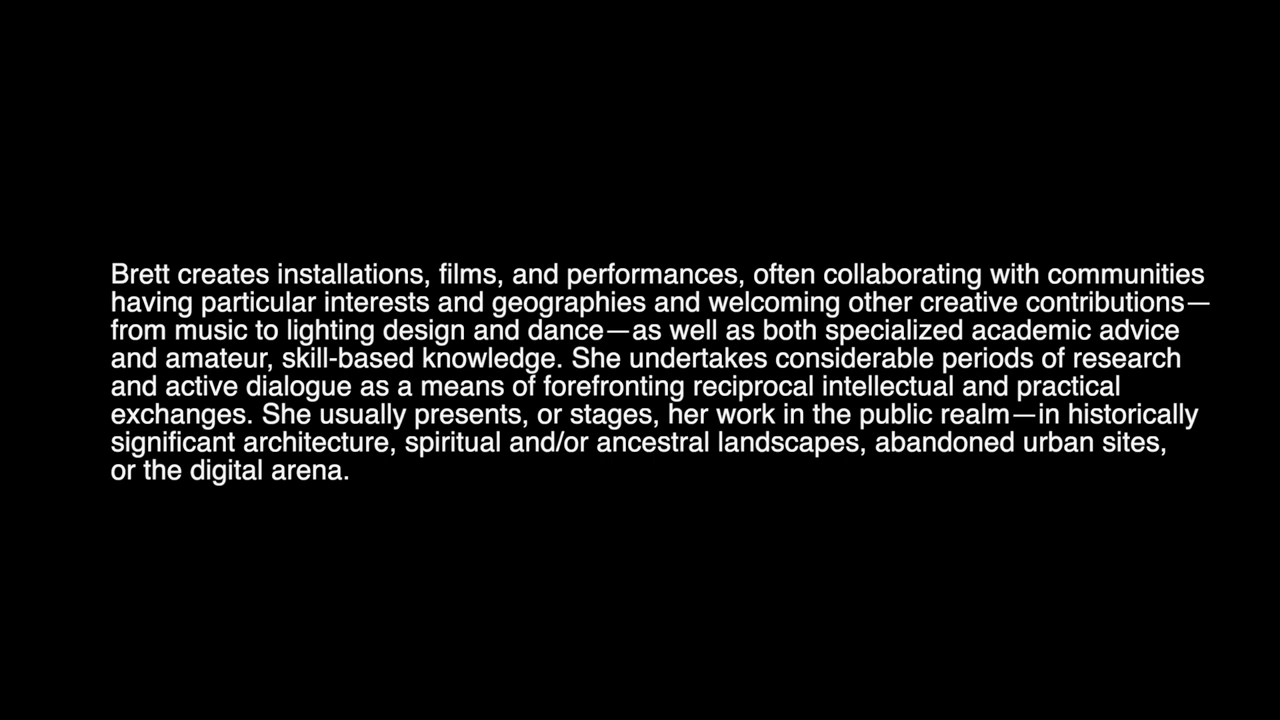 Brett creates installations, films, and performances, often collaborating with communities
having particular interests and geographies and welcoming other creative contributions—
from music to lighting design and dance—as well as both specialized academic advice
and amateur, skill-based knowledge. She undertakes considerable periods of research
and active dialogue as a means of forefronting reciprocal intellectual and practical
exchanges. She usually presents, or stages, her work in the public realm—in historically
significant architecture, spiritual and/or ancestral landscapes, abandoned urban sites,
or the digital arena.